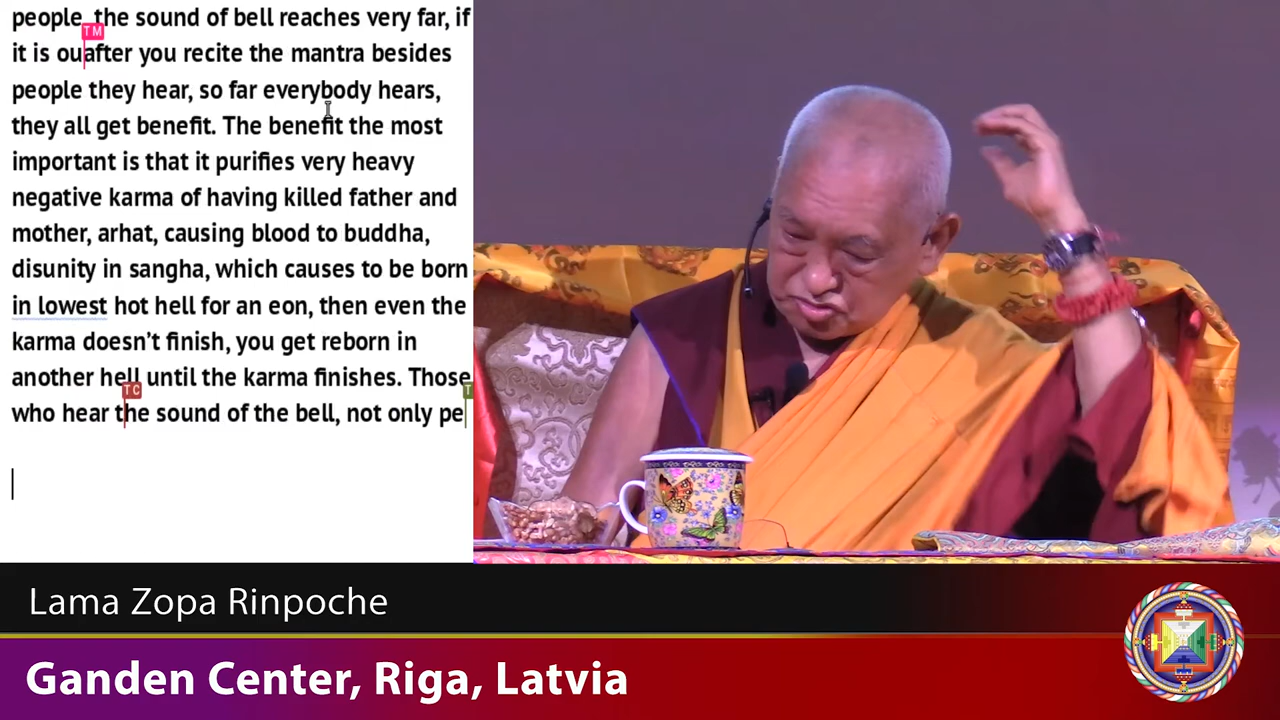 people, the sound of bell reaches very far, if
TM
it is ouafter you recite the mantra besides
people they hear, so far everybody hears,
they all get benefit. The benefit the most
important is that it purifies very heavy
negative karma of having killed father and
mother, arhat, causing blood to buddha,
disunity in sangha, which causes to be born
in lowest hot hell for an eon, then even the
karma doesn’t finish, you get reborn in
another hell until the karma finishes. Those
TC
T
who hear the sound of the bell, not only pe
Lama Zopa Rinpoche
Ganden Center, Riga, Latvia